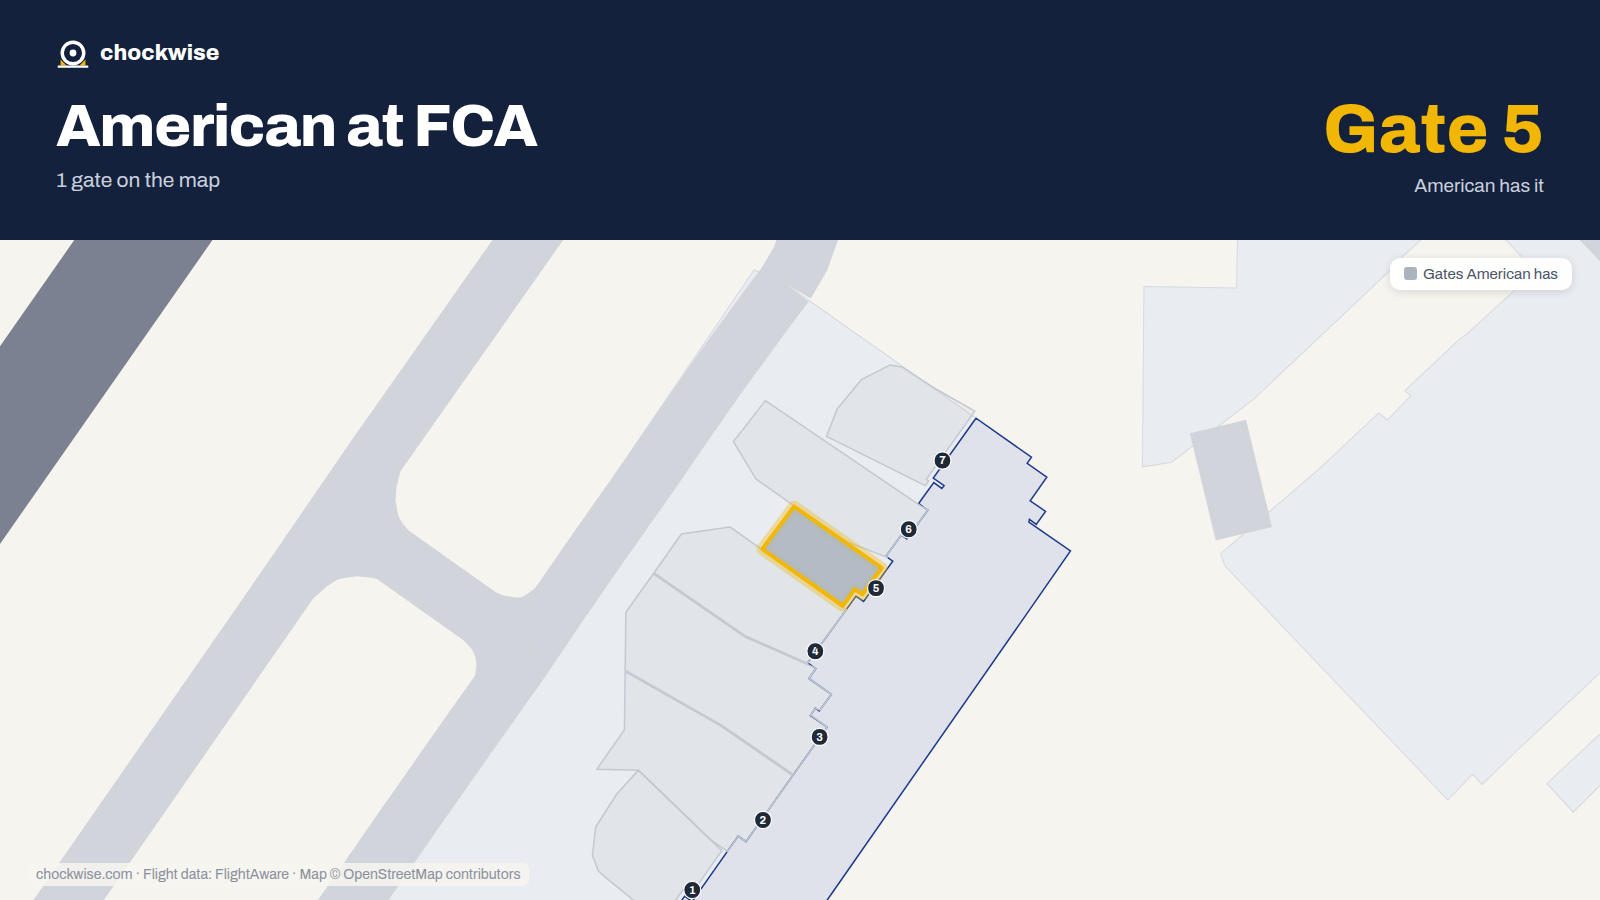 chockwise
American at FCA
1 gate on the map
Gate 5
American has it
Gates American has
7
6
5
4
3
2
1
chockwise.com · Flight data: FlightAware · Map © OpenStreetMap contributors